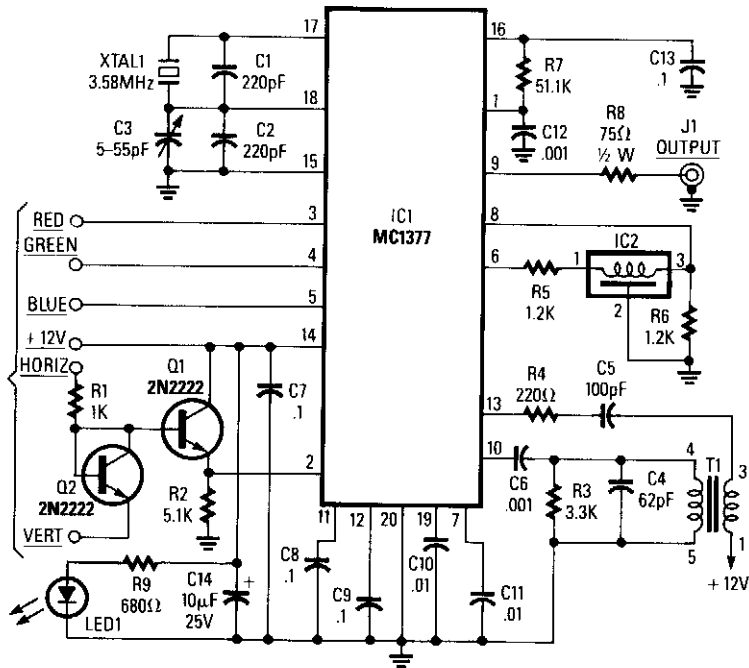 17
XTAL1
3.58MHz
C1
220pF
18
C3
5-55pF
C2
220pF
15
RED
3
GREEN
4
BLUE
5
+12V
14
HORIZ
Q1
2N2222
R1
1K
C7
.1
Q2
2N2222
R2
5.1K
2
VERT
R9
680Ω
C14
10µF
25V
+
LED1
IC1
MC1377
16
R7
51.1K
C13
.1
1
C12
.001
R8
75Ω
½ W
J1
OUTPUT
9
8
IC2
6
R5
1.2K
1
3
2
R6
1.2K
13
R4
220Ω
C5
100pF
10
C6
.001
R3
3.3K
C4
62pF
4
T1
3
5
1
+12V
11
12
20
19
7
C8
.1
C9
.1
C10
.01
C11
.01